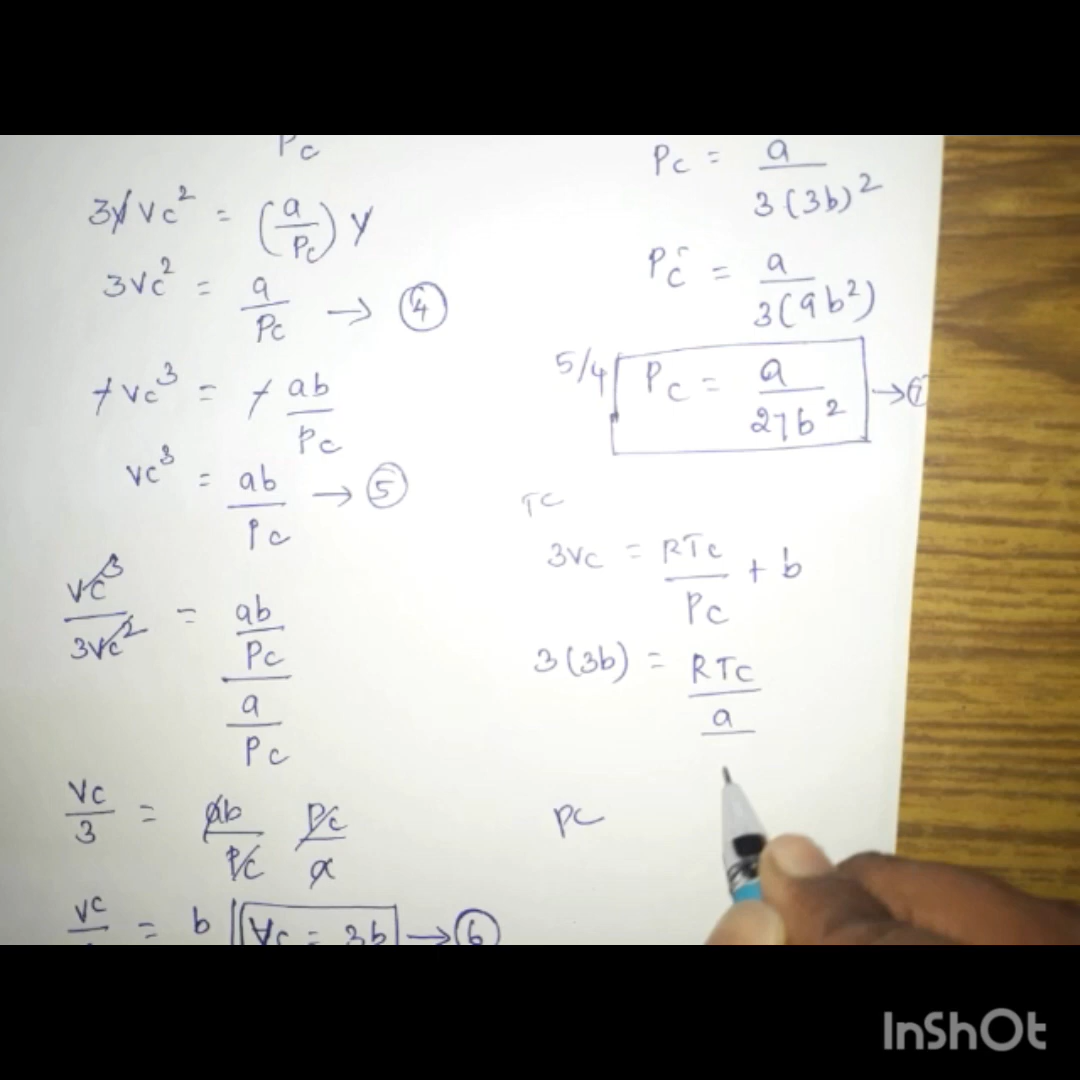 Pc
3V Vc² = (a/Pc) V
3Vc² = a/Pc → ④
-Vc³ = - ab/Pc
Vc³ = ab/Pc → ⑤
Vc³/3Vc² = ab/Pc / a/Pc
Vc/3 = ab/Pc Pc/a
Vc = b | Vc = 3b → ⑥
Pc = a/3(3b)²
Pc = a/3(9b²)
5/4 Pc = a/27b² → ⑦
Tc
3Vc = RTc/Pc + b
3(3b) = RTc/a
Pc
InShOt